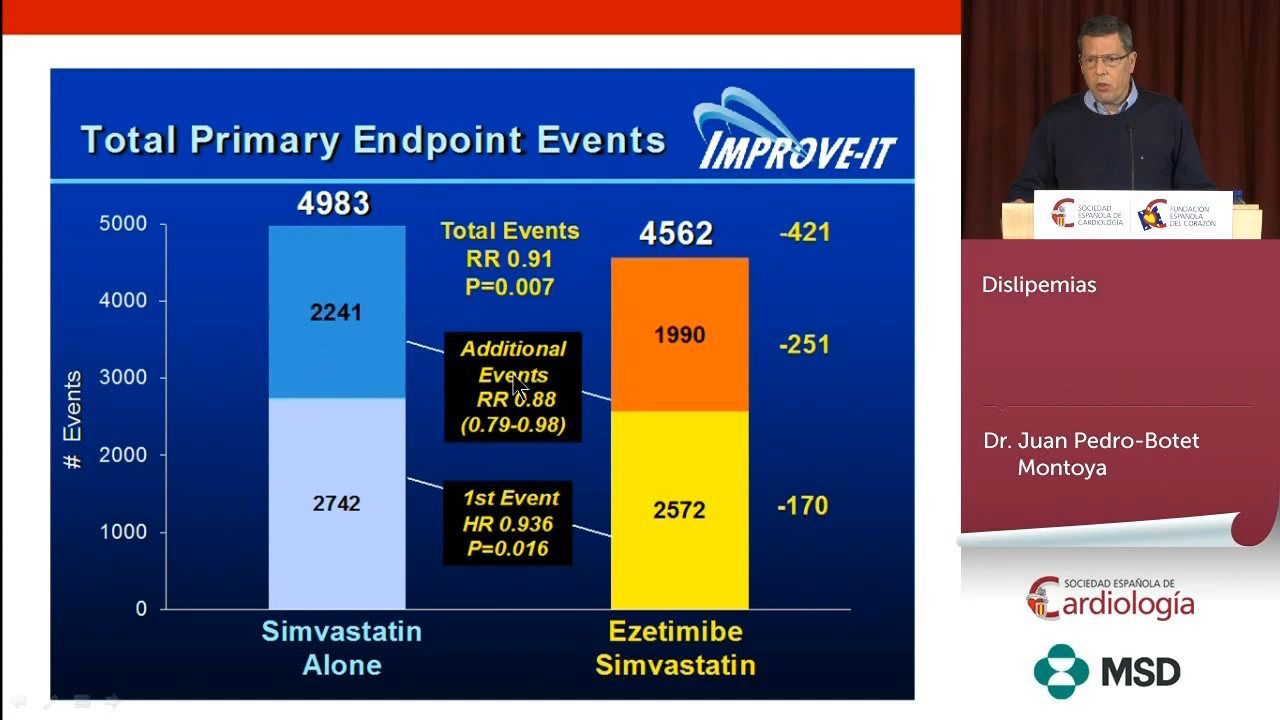 Total Primary Endpoint Events
IMPROVE-IT
4983
5000
4000
3000
2000
1000
0
# Events
2241
2742
Total Events
RR 0.91
P=0.007
Additional
Events
RR 0.88
(0.79-0.98)
1st Event
HR 0.936
P=0.016
4562
1990
2572
-421
-251
-170
Simvastatin
Alone
Ezetimibe
Simvastatin
SOCIEDAD
ESPAÑOLA DE
CARDIOLOGÍA
FUNDACIÓN
ESPAÑOLA
DEL CORAZÓN
Dislipemias
Dr. Juan Pedro-Botet
Montoya
SOCIEDAD ESPAÑOLA DE
Cardiología
MSD